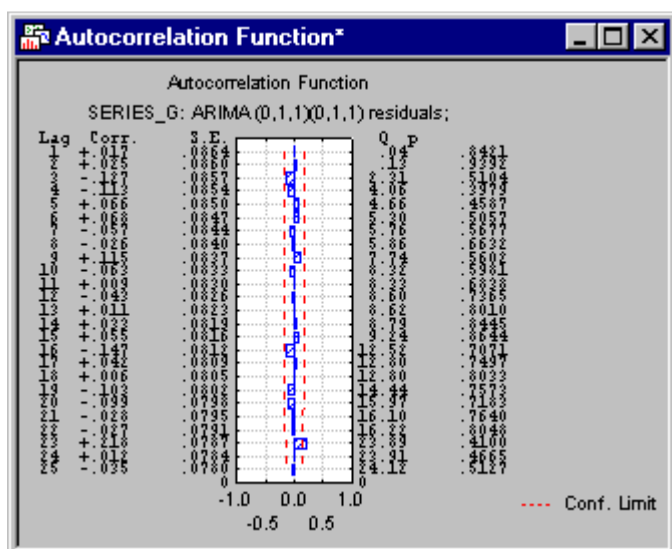 Autocorrelation Function*
Autocorrelation Function
SERIES_G: ARIMA (0,1,1)(0,1,1) residuals;
Lag Corr. S.E. Q p
1 +.017 .0864 .04 .8481
2 +.025 .0860 .13 .9392
3 -.127 .0857 2.31 .5104
4 -.113 .0854 4.06 .3979
5 +.066 .0850 4.66 .4587
6 +.068 .0847 5.30 .5057
7 -.057 .0844 5.76 .5677
8 -.026 .0840 5.86 .6632
9 +.115 .0837 7.74 .5602
10 -.063 .0833 8.32 .5981
11 +.009 .0830 8.33 .6838
12 -.043 .0826 8.60 .7365
13 +.011 .0823 8.62 .8010
14 +.033 .0819 8.79 .8445
15 +.055 .0816 9.24 .8644
16 -.147 .0812 12.52 .7071
17 +.042 .0809 12.80 .7497
18 +.006 .0805 12.80 .8033
19 -.103 .0802 14.44 .7573
20 -.099 .0798 15.97 .7183
21 -.028 .0795 16.10 .7640
22 -.027 .0791 16.22 .8048
23 +.218 .0787 23.89 .4100
24 +.012 .0784 23.91 .4665
25 -.035 .0780 24.12 .5127
0 0
-1.0 0.0 1.0
-0.5 0.5
Conf. Limit